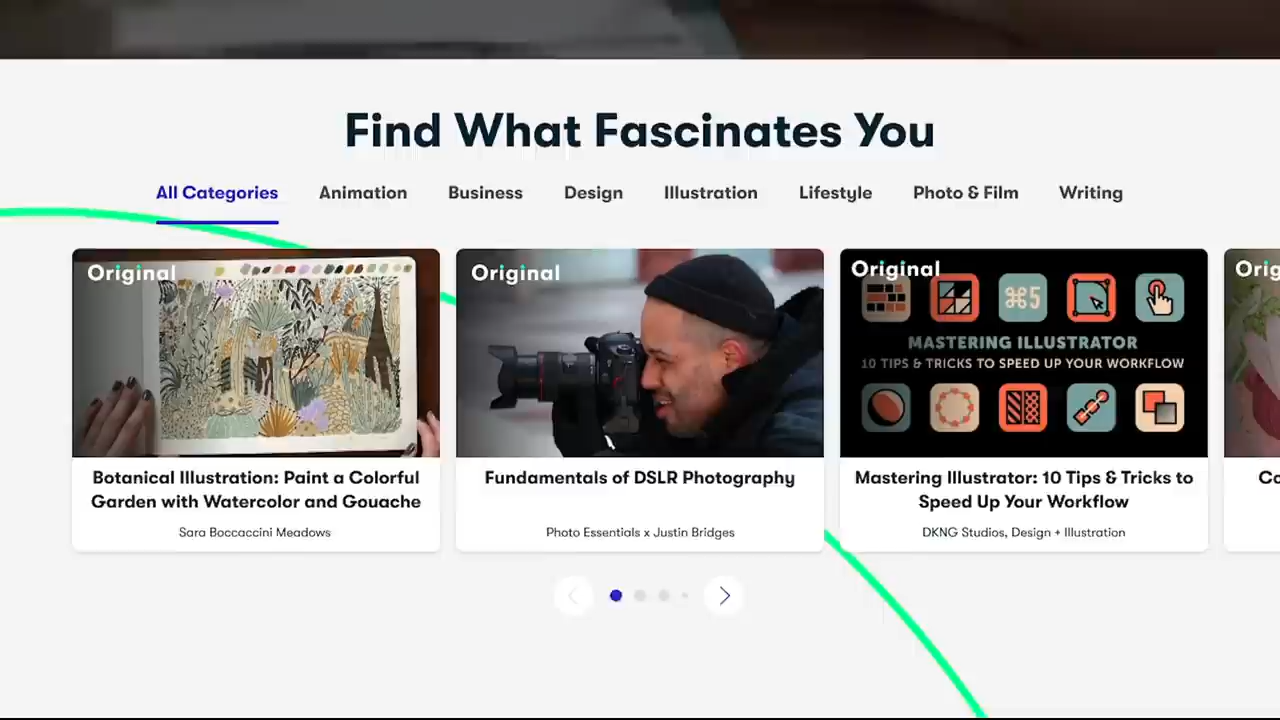 Find What Fascinates You
All Categories Animation Business Design Illustration Lifestyle Photo & Film Writing
Original
Botanical Illustration: Paint a Colorful
Garden with Watercolor and Gouache
Sara Boccaccini Meadows
Original
Fundamentals of DSLR Photography
Photo Essentials x Justin Bridges
Original
⌘5
MASTERING ILLUSTRATOR
10 TIPS & TRICKS TO SPEED UP YOUR WORKFLOW
Mastering Illustrator: 10 Tips & Tricks to
Speed Up Your Workflow
DKNG Studios, Design + Illustration
Orig
Co